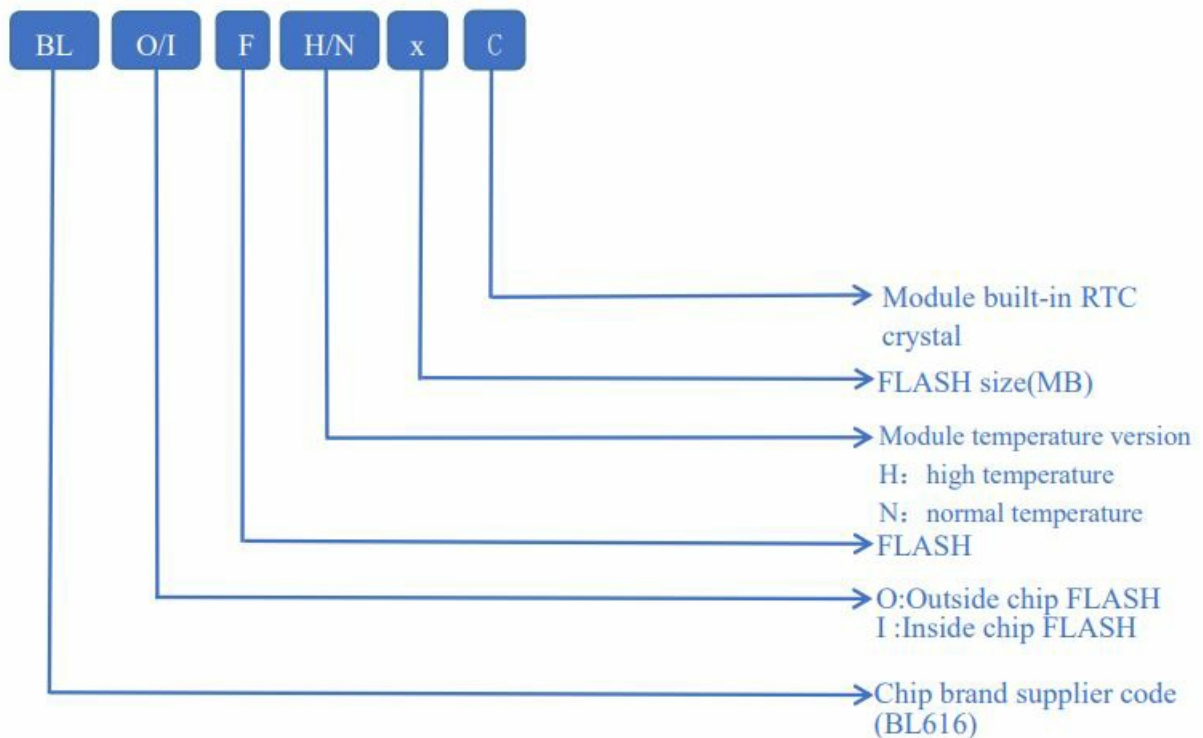 BL O/I F H/N x C
Module built-in RTC
crystal
FLASH size(MB)
Module temperature version
H：high temperature
N：normal temperature
FLASH
O:Outside chip FLASH
I :Inside chip FLASH
Chip brand supplier code
(BL616)